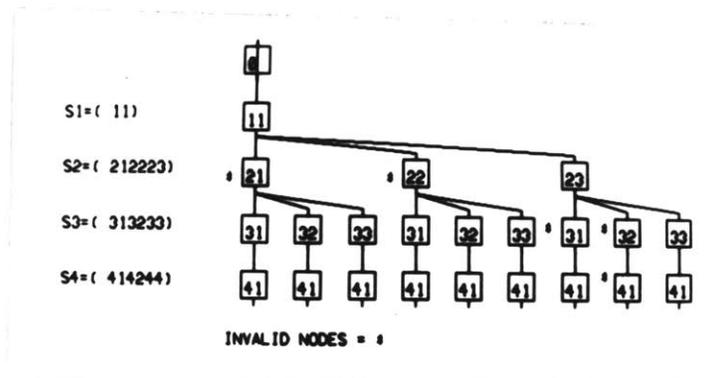 0
S1=( 11)
11
S2=( 212223)
* 21
* 22
23
S3=( 313233)
31 32 33 31 32 33 * 31 * 32 33
S4=( 414244)
41 41 41 41 41 41 41 * 41 41
INVALID NODES = *